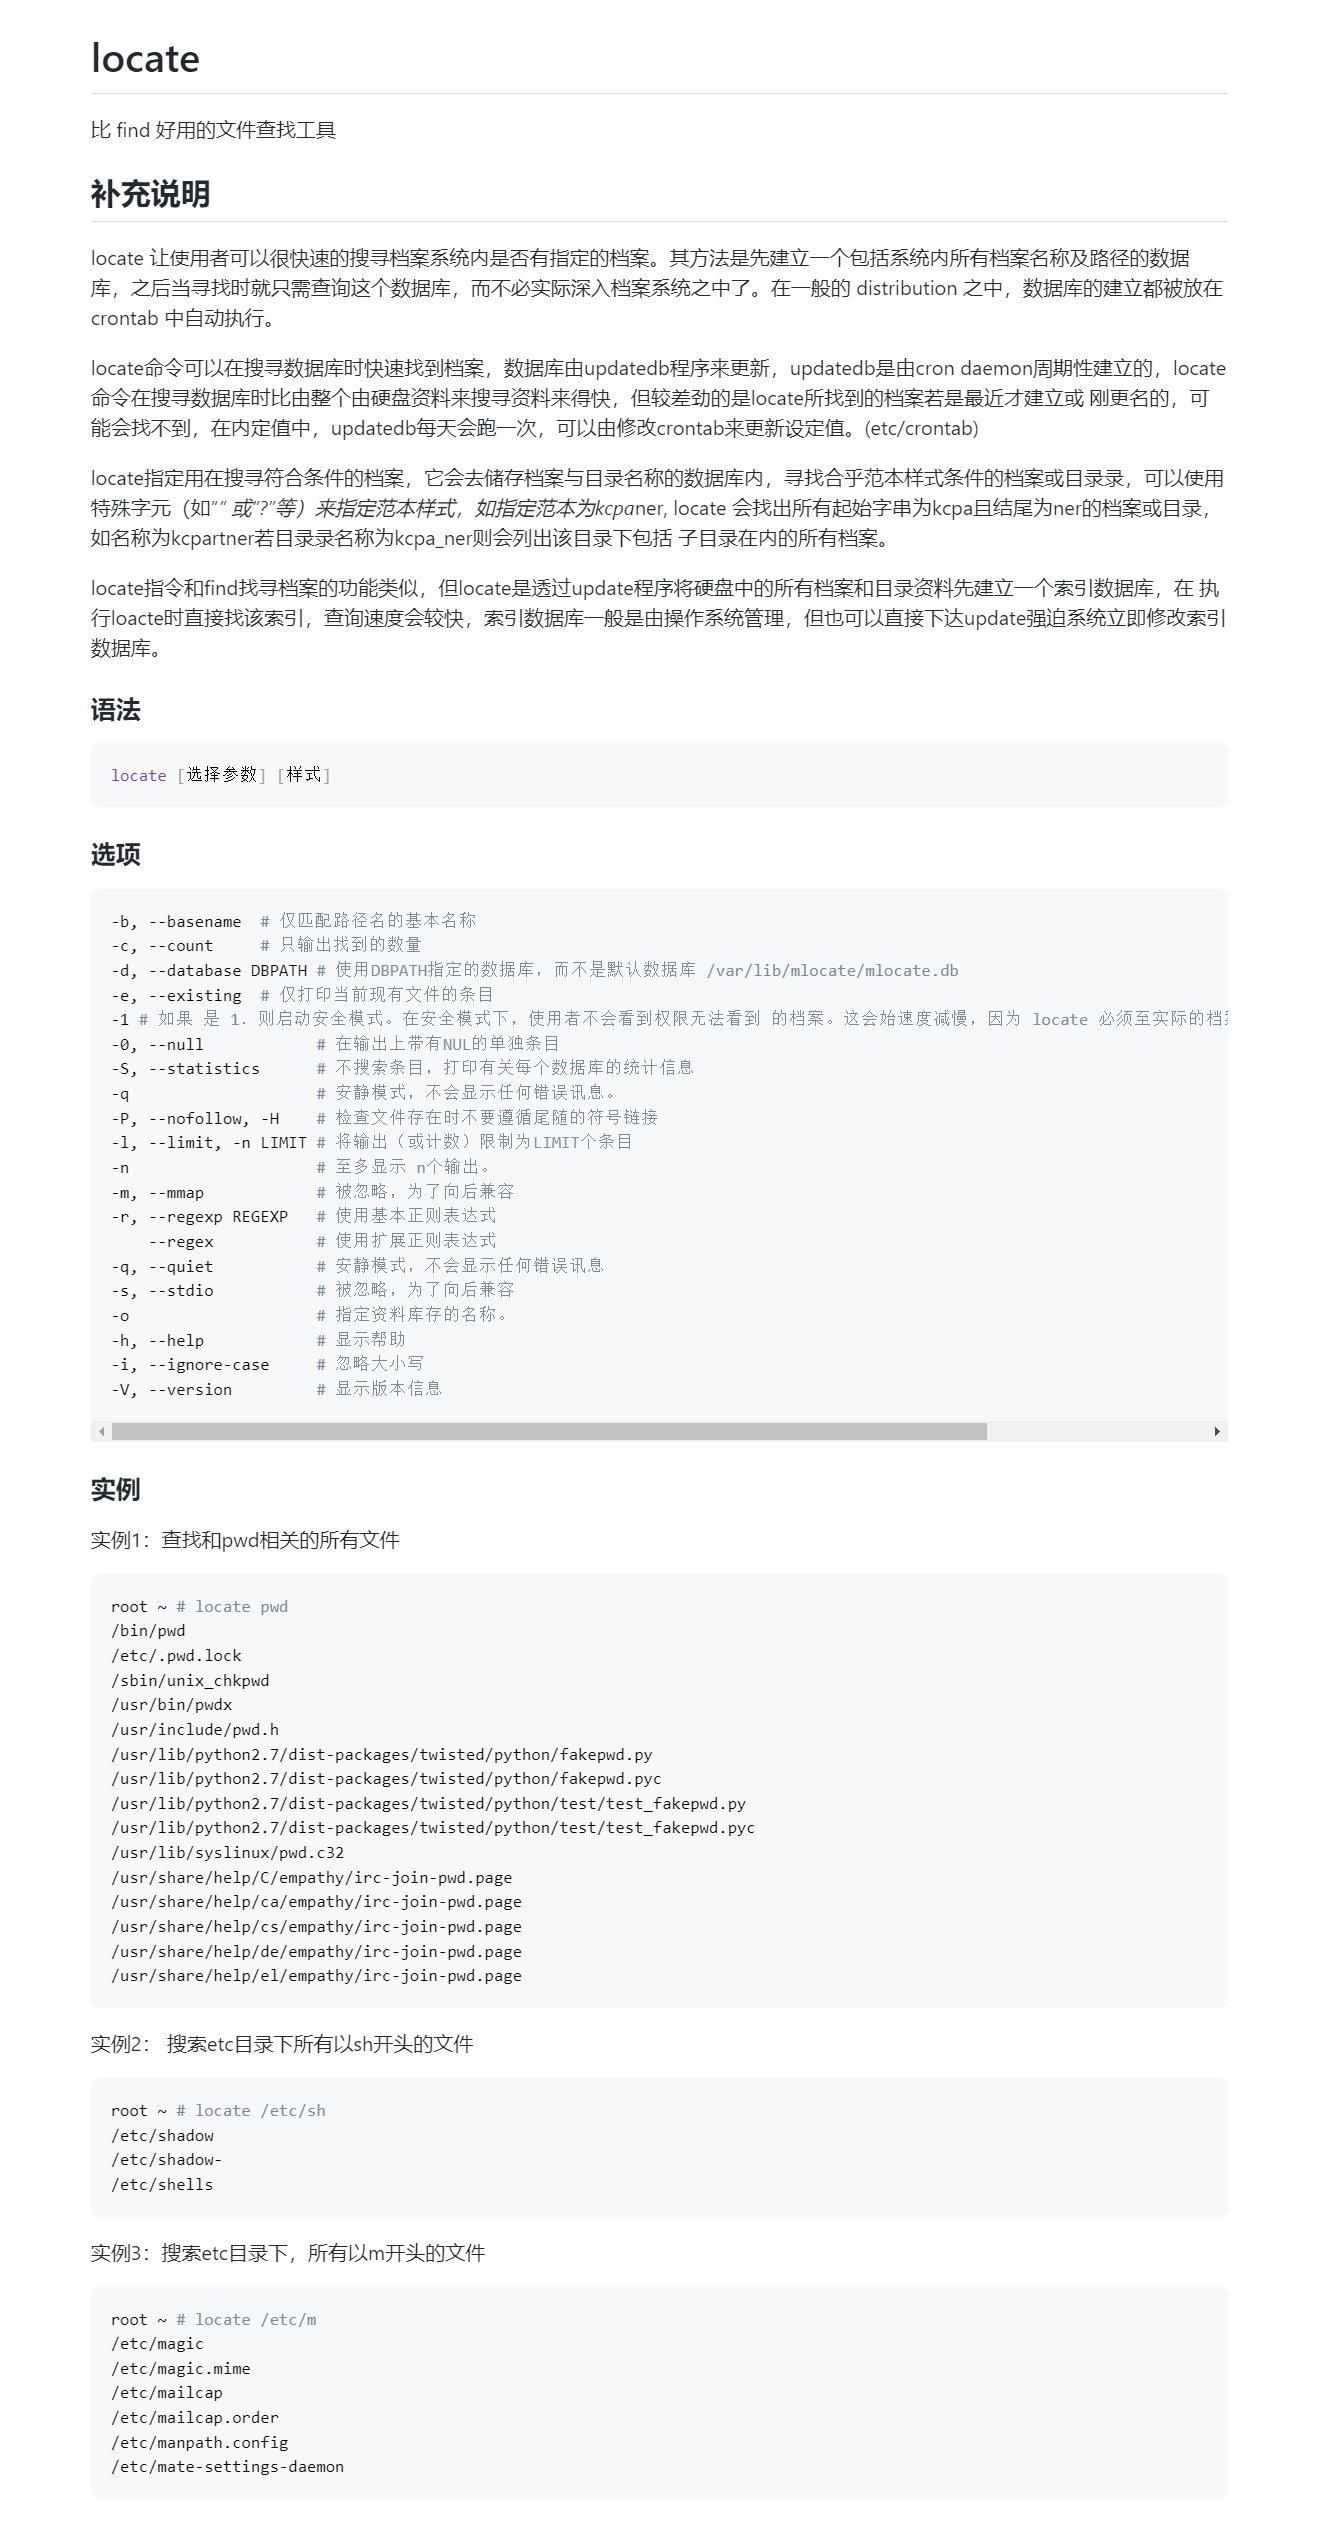 locate
比 find 好用的文件查找工具
补充说明
locate 让使用者可以很快速的搜寻档案系统内是否有指定的档案。其方法是先建立一个包括系统内所有档案名称及路径的数据
库，之后当寻找时就只需查询这个数据库，而不必实际深入档案系统之中了。在一般的 distribution 之中，数据库的建立都被放在
crontab 中自动执行。
locate命令可以在搜寻数据库时快速找到档案，数据库由updatedb程序来更新，updatedb是由cron daemon周期性建立的，locate
命令在搜寻数据库时比由整个由硬盘资料来搜寻资料来得快，但较差劲的是locate所找到的档案若是最近才建立或 刚更名的，可
能会找不到，在内定值中，updatedb每天会跑一次，可以由修改crontab来更新设定值。(etc/crontab)
locate指定用在搜寻符合条件的档案，它会去储存档案与目录名称的数据库内，寻找合乎范本样式条件的档案或目录录，可以使用
特殊字元（如”” 或”?”等）来指定范本样式，如指定范本为kcpaner, locate 会找出所有起始字串为kcpa且结尾为ner的档案或目录，
如名称为kcpartner若目录录名称为kcpa_ner则会列出该目录下包括 子目录在内的所有档案。
locate指令和find找寻档案的功能类似，但locate是透过update程序将硬盘中的所有档案和目录资料先建立一个索引数据库，在 执
行loacte时直接找该索引，查询速度会较快，索引数据库一般是由操作系统管理，但也可以直接下达update强迫系统立即修改索引
数据库。
语法
locate [选择参数] [样式]
选项
-b, --basename  # 仅匹配路径名的基本名称
-c, --count     # 只输出找到的数量
-d, --database DBPATH # 使用DBPATH指定的数据库，而不是默认数据库 /var/lib/mlocate/mlocate.db
-e, --existing  # 仅打印当前现有文件的条目
-1 # 如果 是 1．则启动安全模式。在安全模式下，使用者不会看到权限无法看到 的档案。这会始速度减慢，因为 locate 必须至实际的档
-0, --null            # 在输出上带有NUL的单独条目
-S, --statistics      # 不搜索条目，打印有关每个数据库的统计信息
-q                    # 安静模式，不会显示任何错误讯息。
-P, --nofollow, -H    # 检查文件存在时不要遵循尾随的符号链接
-l, --limit, -n LIMIT # 将输出（或计数）限制为LIMIT个条目
-n                    # 至多显示 n个输出。
-m, --mmap            # 被忽略，为了向后兼容
-r, --regexp REGEXP   # 使用基本正则表达式
    --regex           # 使用扩展正则表达式
-q, --quiet           # 安静模式，不会显示任何错误讯息
-s, --stdio           # 被忽略，为了向后兼容
-o                    # 指定资料库存的名称。
-h, --help            # 显示帮助
-i, --ignore-case     # 忽略大小写
-V, --version         # 显示版本信息
实例
实例1：查找和pwd相关的所有文件
root ~ # locate pwd
/bin/pwd
/etc/.pwd.lock
/sbin/unix_chkpwd
/usr/bin/pwdx
/usr/include/pwd.h
/usr/lib/python2.7/dist-packages/twisted/python/fakepwd.py
/usr/lib/python2.7/dist-packages/twisted/python/fakepwd.pyc
/usr/lib/python2.7/dist-packages/twisted/python/test/test_fakepwd.py
/usr/lib/python2.7/dist-packages/twisted/python/test/test_fakepwd.pyc
/usr/lib/syslinux/pwd.c32
/usr/share/help/C/empathy/irc-join-pwd.page
/usr/share/help/ca/empathy/irc-join-pwd.page
/usr/share/help/cs/empathy/irc-join-pwd.page
/usr/share/help/de/empathy/irc-join-pwd.page
/usr/share/help/el/empathy/irc-join-pwd.page
实例2： 搜索etc目录下所有以sh开头的文件
root ~ # locate /etc/sh
/etc/shadow
/etc/shadow-
/etc/shells
实例3：搜索etc目录下，所有以m开头的文件
root ~ # locate /etc/m
/etc/magic
/etc/magic.mime
/etc/mailcap
/etc/mailcap.order
/etc/manpath.config
/etc/mate-settings-daemon